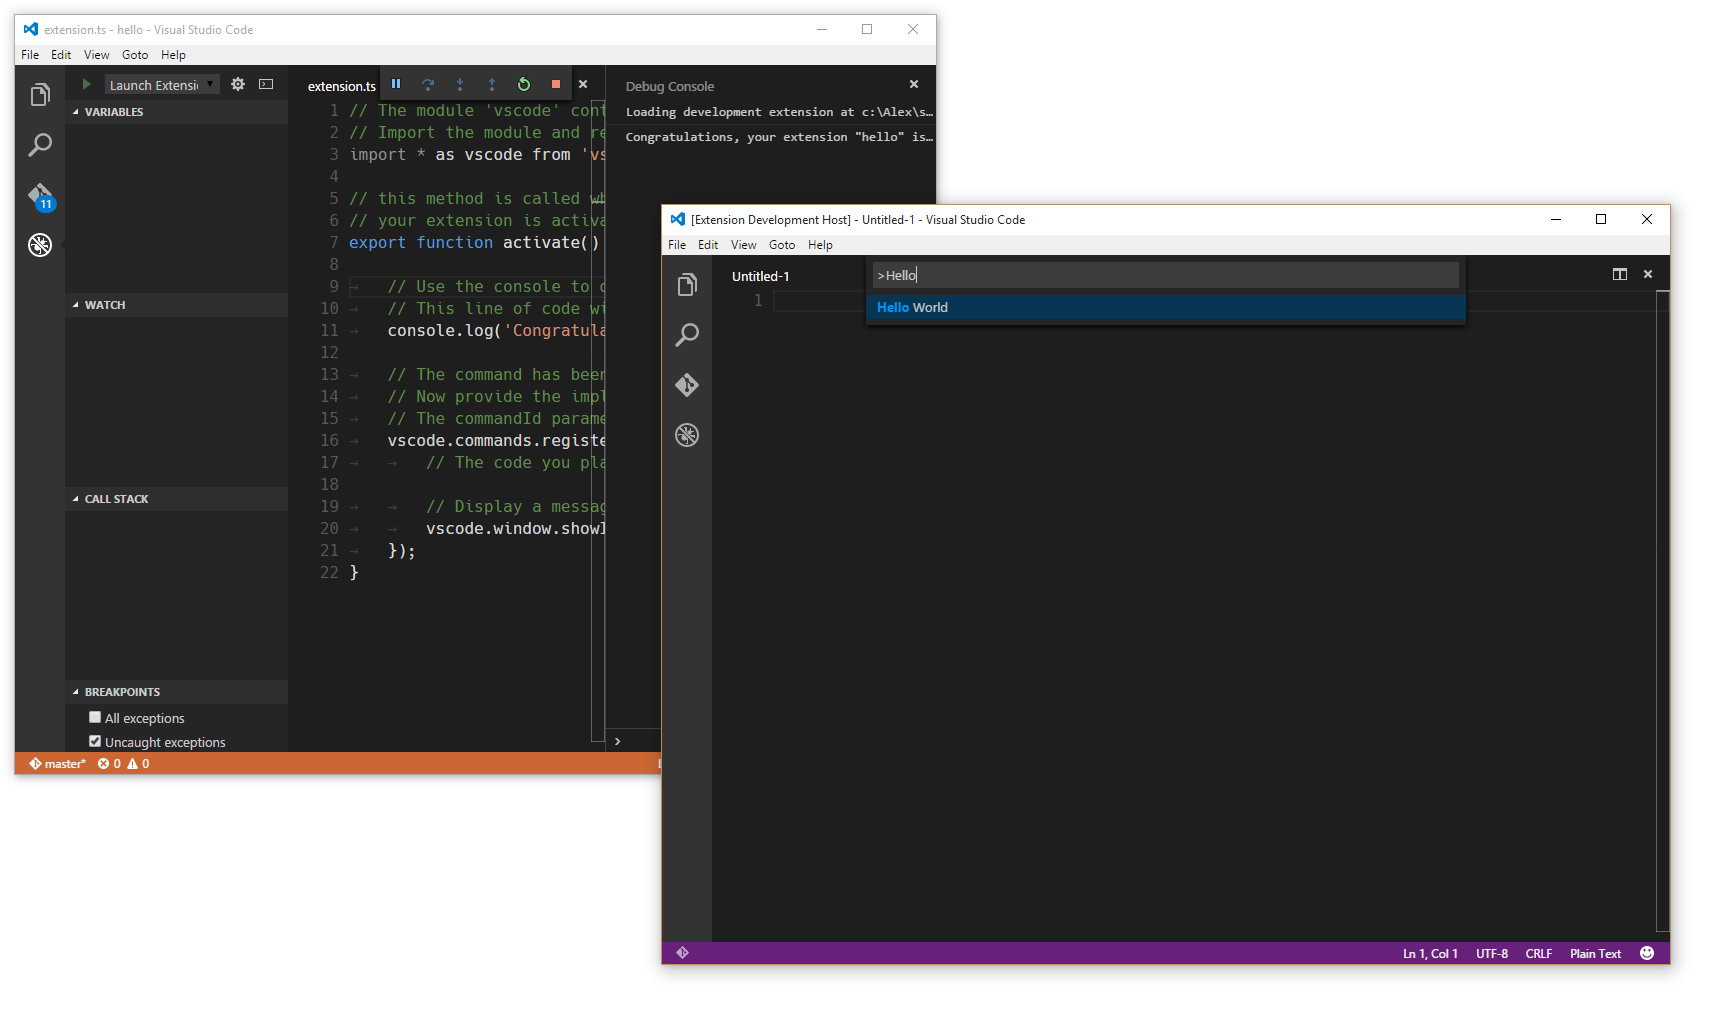 extension.ts - hello - Visual Studio Code
File Edit View Goto Help
Launch Extensi
VARIABLES
11
WATCH
CALL STACK
BREAKPOINTS
All exceptions
Uncaught exceptions
extension.ts
1 // The module 'vscode' cont
2 // Import the module and re
3 import * as vscode from 'vs
4
5 // this method is called wh
6 // your extension is activa
7 export function activate()
8
9 // Use the console to o
10 // This line of code wi
11 console.log('Congratula
12
13 // The command has been
14 // Now provide the impl
15 // The commandId parame
16 vscode.commands.registe
17 // The code you pla
18
19 // Display a messag
20 vscode.window.showI
21 });
22 }
Debug Console
Loading development extension at c:\Alex\s…
Congratulations, your extension "hello" is…
>
master* 0 0
[Extension Development Host] - Untitled-1 - Visual Studio Code
File Edit View Goto Help
Untitled-1
>Hello
Hello World
1
Ln 1, Col 1 UTF-8 CRLF Plain Text